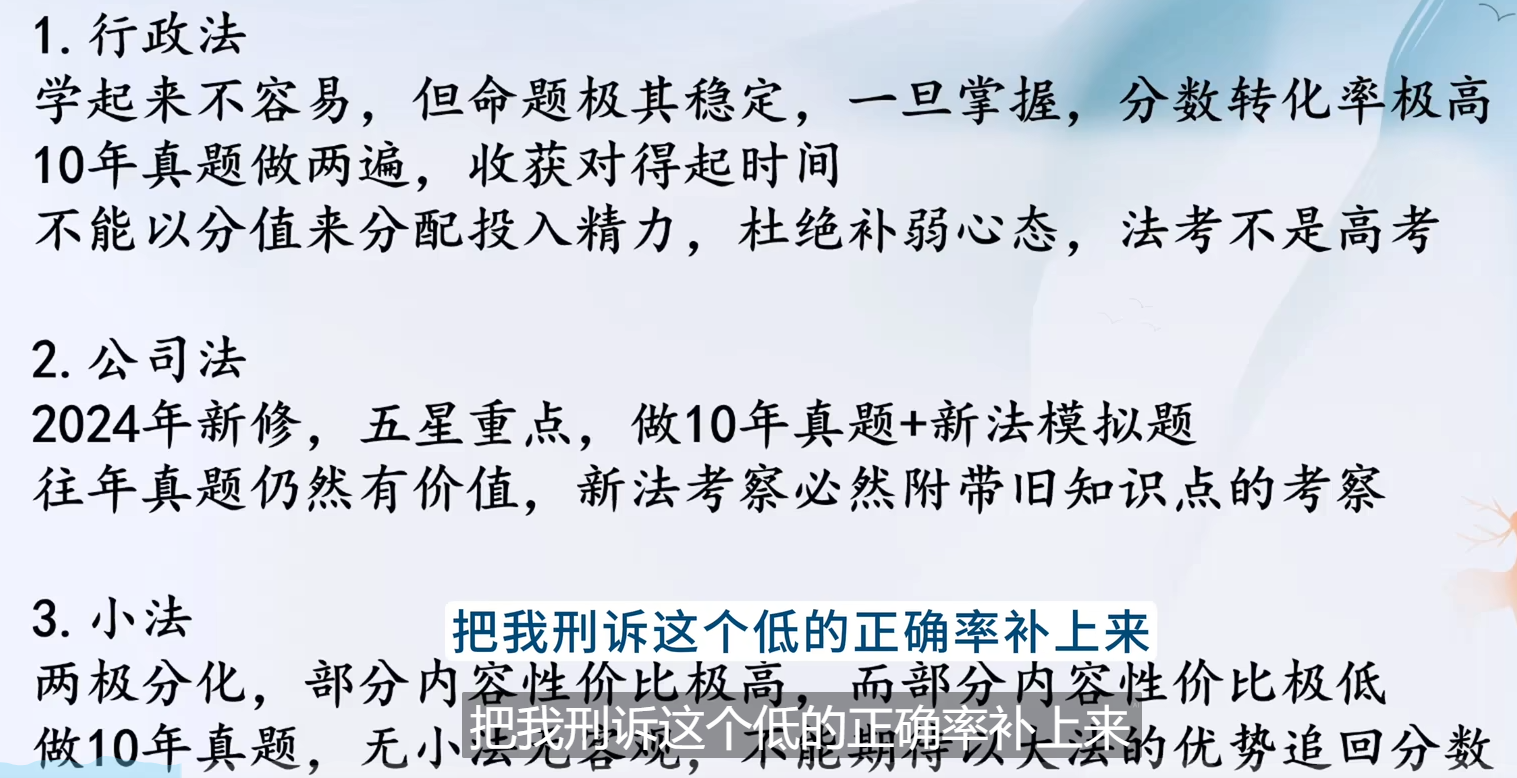 1.行政法
学起来不容易，但命题极其稳定，一旦掌握，分数转化率极高
10年真题做两遍，收获对得起时间
不能以分值来分配投入精力，杜绝补弱心态，法考不是高考
2.公司法
2024年新修，五星重点，做10年真题+新法模拟题
往年真题仍然有价值，新法考察必然附带旧知识点的考察
3.小法
把我刑诉这个低的正确率补上来
两极分化，部分内容性价比极高，而部分内容性价比极低
把我刑诉这个低的正确率补上来
做10年真题，无小法无客观，不能期待以大法的优势追回分数